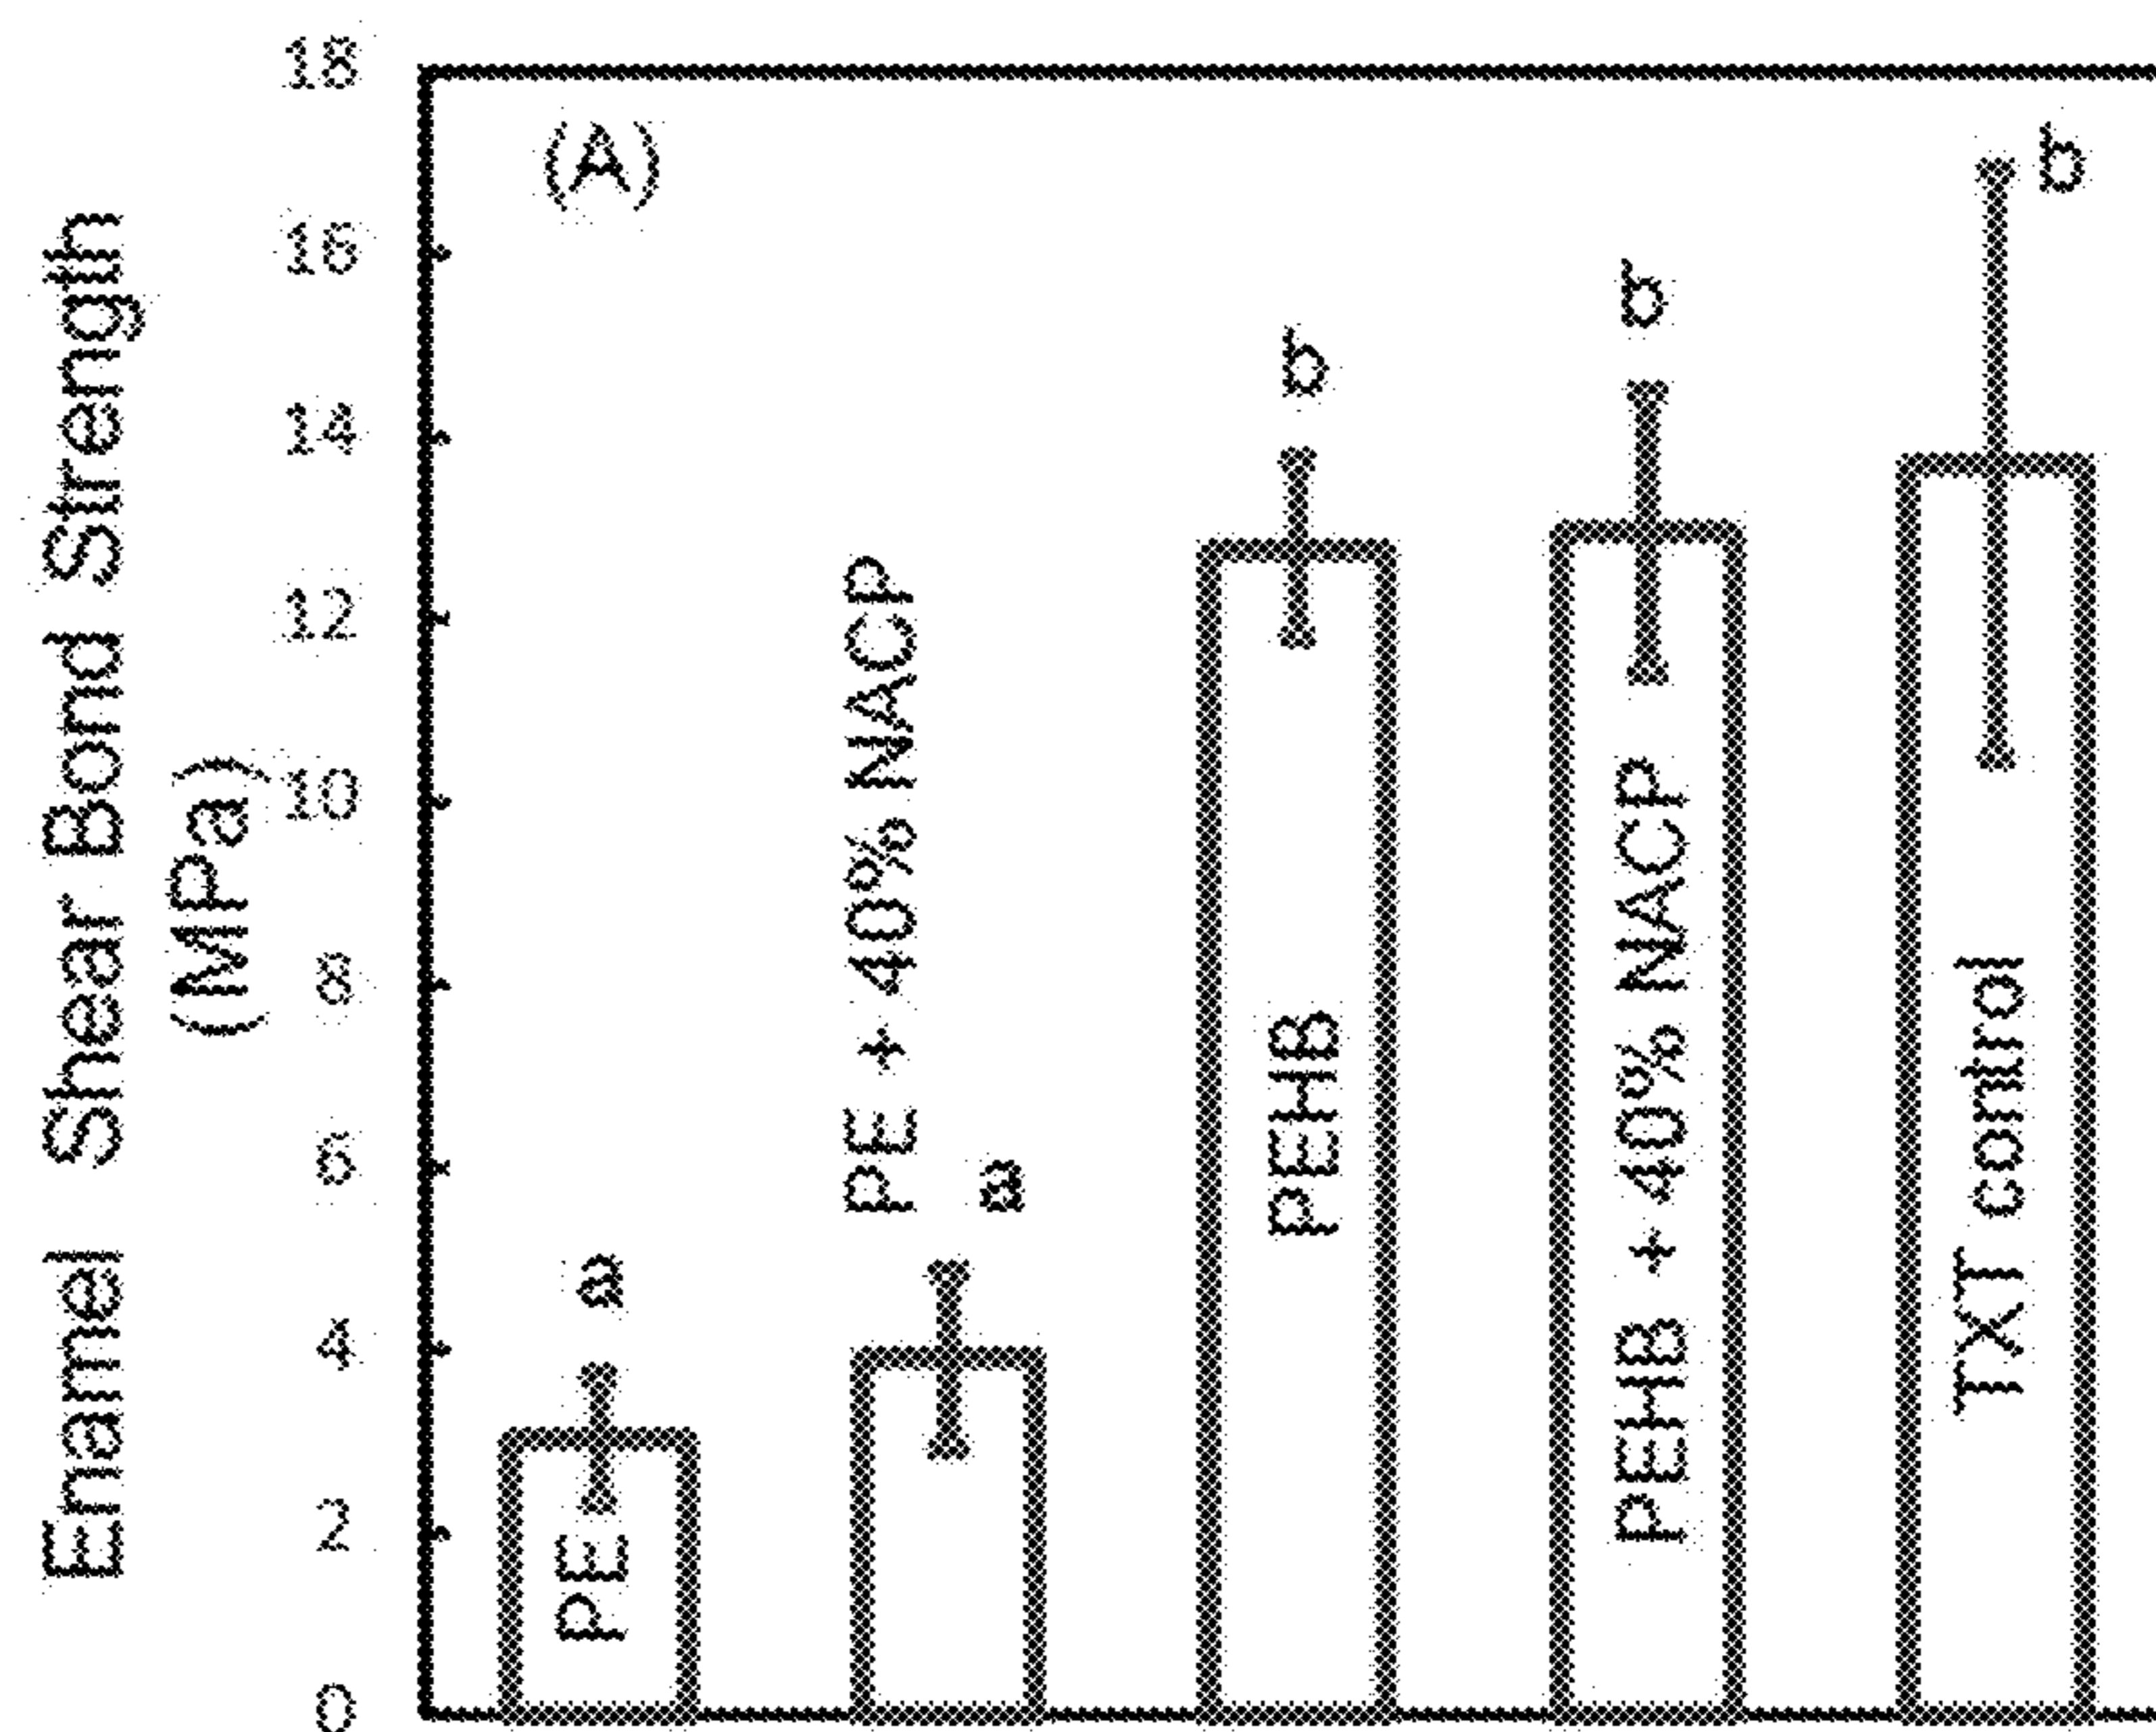 Enamel Shear Bond Strength
(MPa)
18
16
14
12
10
8
6
4
2
0
(A)
PE
a
PE + 40% NACP
a
PEHB
b
PEHB + 40% NACP
b
TXT control
b